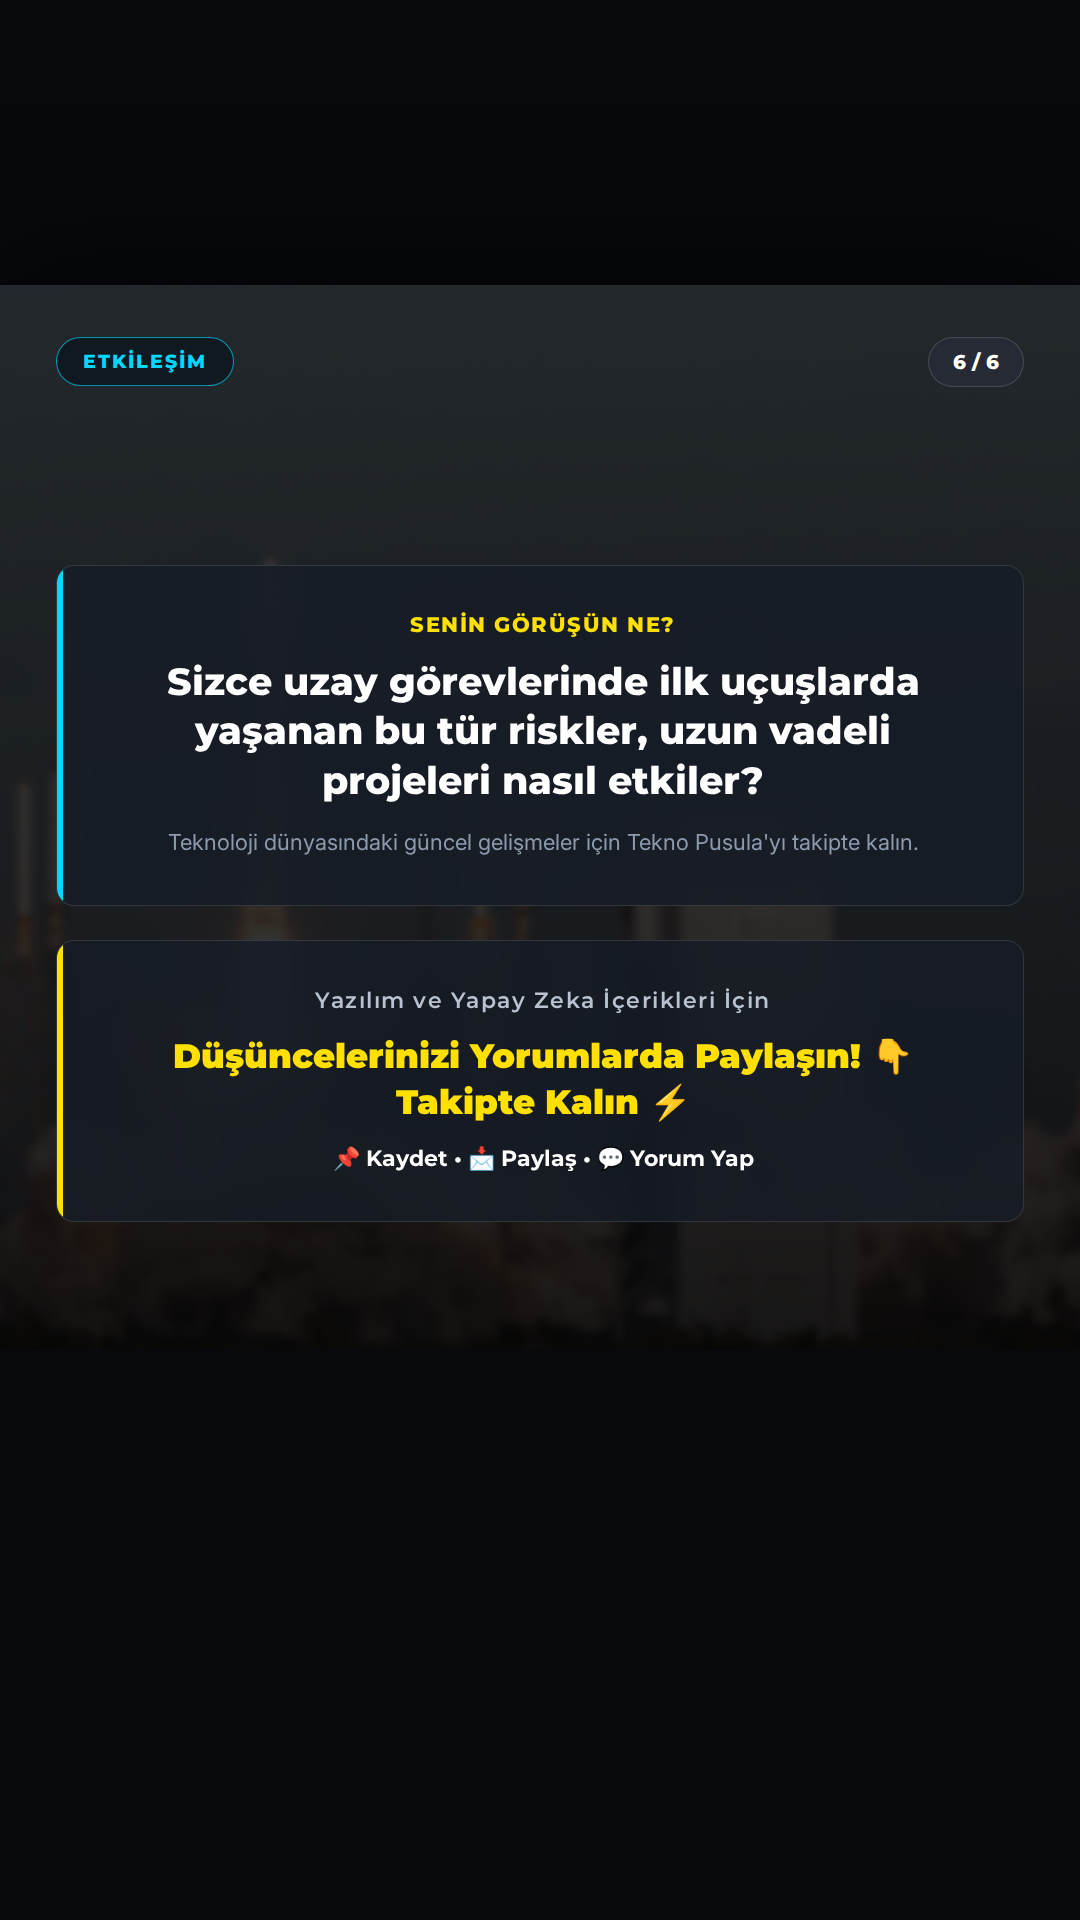 ETKİLEŞİM
6 / 6
SENİN GÖRÜŞÜN NE?
Sizce uzay görevlerinde ilk uçuşlarda
yaşanan bu tür riskler, uzun vadeli
projeleri nasıl etkiler?
Teknoloji dünyasındaki güncel gelişmeler için Tekno Pusula'yı takipte kalın.
Yazılım ve Yapay Zeka İçerikleri İçin
Düşüncelerinizi Yorumlarda Paylaşın! 👇
Takipte Kalın ⚡
📌 Kaydet • 📩 Paylaş • 💬 Yorum Yap